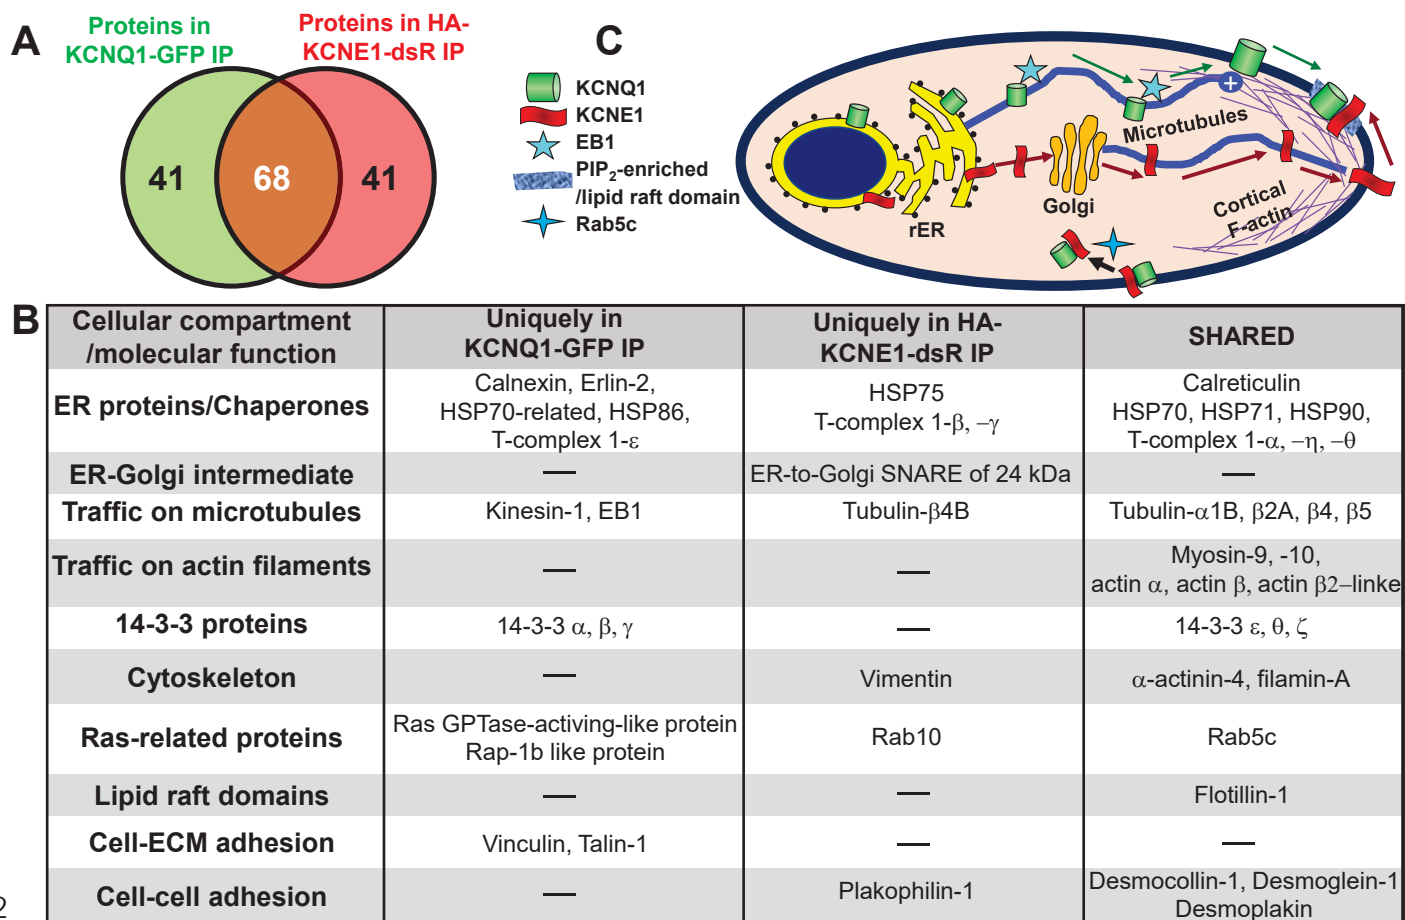 A
Proteins in
KCNQ1-GFP IP
Proteins in HA-
KCNE1-dsR IP
41
68
41
C
KCNQ1
KCNE1
EB1
PIP2-enriched
/lipid raft domain
Rab5c
+
Microtubules
Golgi
rER
Cortical
F-actin
B
Cellular compartment
/molecular function
Uniquely in
KCNQ1-GFP IP
Uniquely in HA-
KCNE1-dsR IP
SHARED
ER proteins/Chaperones
Calnexin, Erlin-2,
HSP70-related, HSP86,
T-complex 1-ε
HSP75
T-complex 1-β, –γ
Calreticulin
HSP70, HSP71, HSP90,
T-complex 1-α, –η, –θ
ER-Golgi intermediate
—
ER-to-Golgi SNARE of 24 kDa
—
Traffic on microtubules
Kinesin-1, EB1
Tubulin-β4B
Tubulin-α1B, β2A, β4, β5
Traffic on actin filaments
—
—
Myosin-9, -10,
actin α, actin β, actin β2–linke
14-3-3 proteins
14-3-3 α, β, γ
—
14-3-3 ε, θ, ζ
Cytoskeleton
—
Vimentin
α-actinin-4, filamin-A
Ras-related proteins
Ras GPTase-activing-like protein
Rap-1b like protein
Rab10
Rab5c
Lipid raft domains
—
—
Flotillin-1
Cell-ECM adhesion
Vinculin, Talin-1
—
—
Cell-cell adhesion
—
Plakophilin-1
Desmocollin-1, Desmoglein-1
Desmoplakin
2